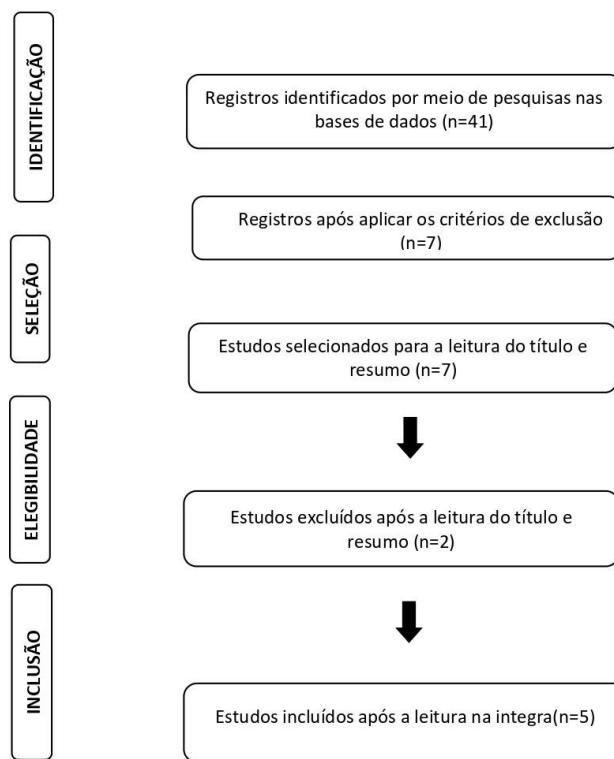 IDENTIFICAÇÃO
Registros identificados por meio de pesquisas nas
bases de dados (n=41)
Registros após aplicar os critérios de exclusão
(n=7)
SELEÇÃO
Estudos selecionados para a leitura do título e
resumo (n=7)
ELEGIBILIDADE
Estudos excluídos após a leitura do título e
resumo (n=2)
INCLUSÃO
Estudos incluídos após a leitura na integra(n=5)